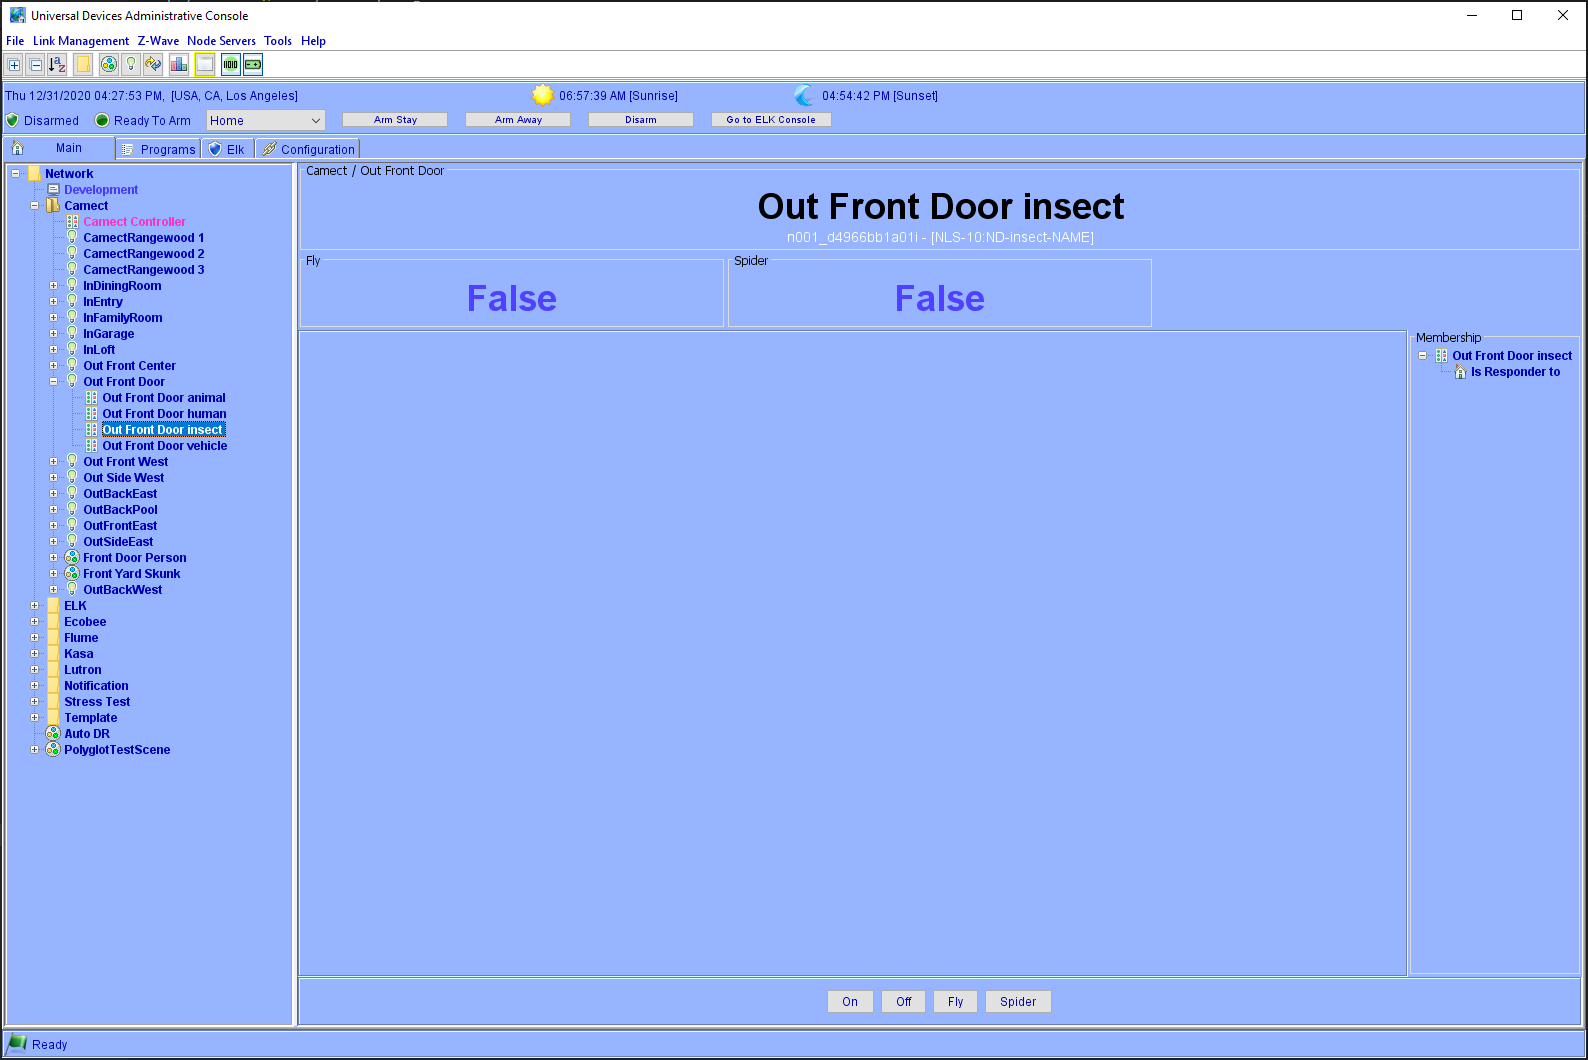 Universal Devices Administrative Console
File Link Management Z-Wave Node Servers Tools Help
Thu 12/31/2020 04:27:53 PM, [USA, CA, Los Angeles] 06:57:39 AM [Sunrise] 04:54:42 PM [Sunset]
Disarmed Ready To Arm Home Arm Stay Arm Away Disarm Go to ELK Console
Main Programs Elk Configuration
Network
Development
Camect
Camect Controller
CamectRangewood 1
CamectRangewood 2
CamectRangewood 3
InDiningRoom
InEntry
InFamilyRoom
InGarage
InLoft
Out Front Center
Out Front Door
Out Front Door animal
Out Front Door human
Out Front Door insect
Out Front Door vehicle
Out Front West
Out Side West
OutBackEast
OutBackPool
OutFrontEast
OutSideEast
Front Door Person
Front Yard Skunk
OutBackWest
ELK
Ecobee
Flume
Kasa
Lutron
Notification
Stress Test
Template
Auto DR
PolyglotTestScene
Camect / Out Front Door
Out Front Door insect
n001_d4966bb1a01i - [NLS-10:ND-insect-NAME]
Fly
False
Spider
False
Membership
Out Front Door insect
Is Responder to
On Off Fly Spider
Ready